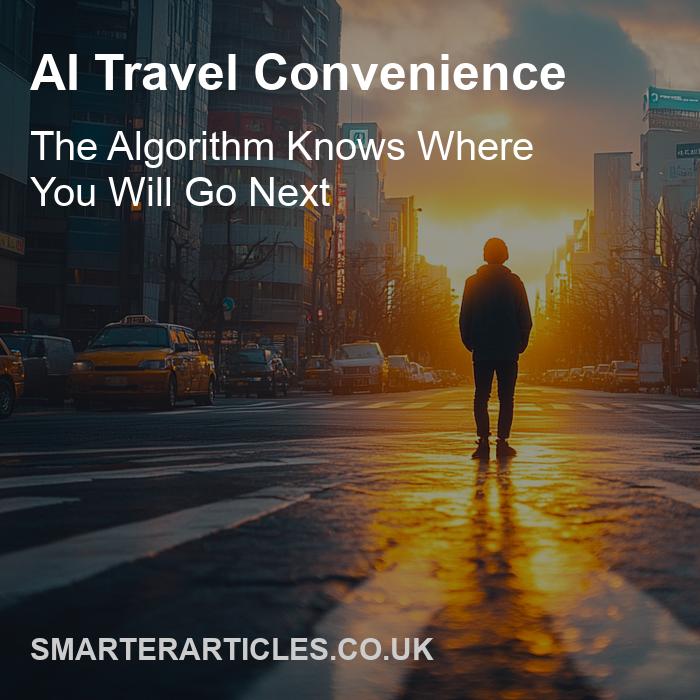 AI Travel Convenience
The Algorithm Knows Where
You Will Go Next
SMARTERARTICLES.CO.UK